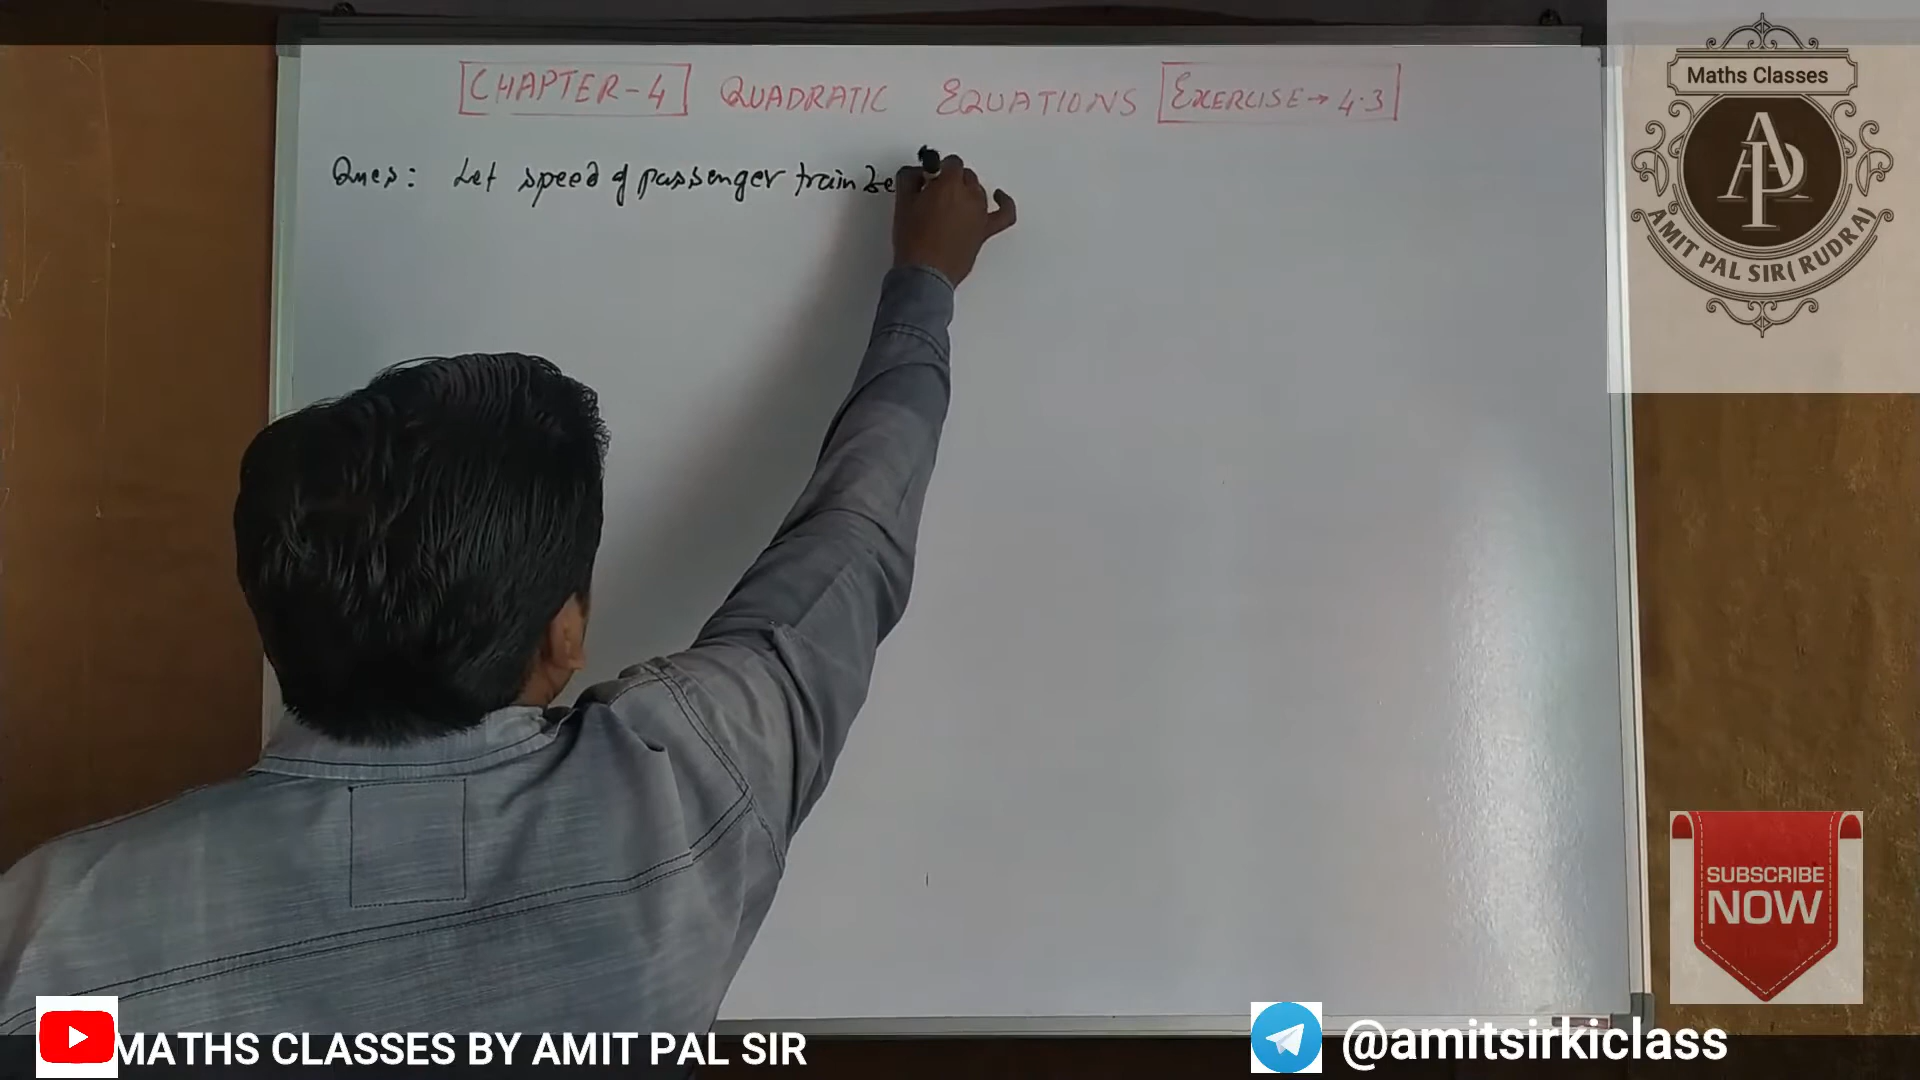 CHAPTER-4 QUADRATIC EQUATIONS EXERCISE→ 4.3
Ques: Let speed of passenger train be
Maths Classes
AP
AMIT PAL SIR(RUDRA)
SUBSCRIBE
NOW
MATHS CLASSES BY AMIT PAL SIR
@amitsirkiclass